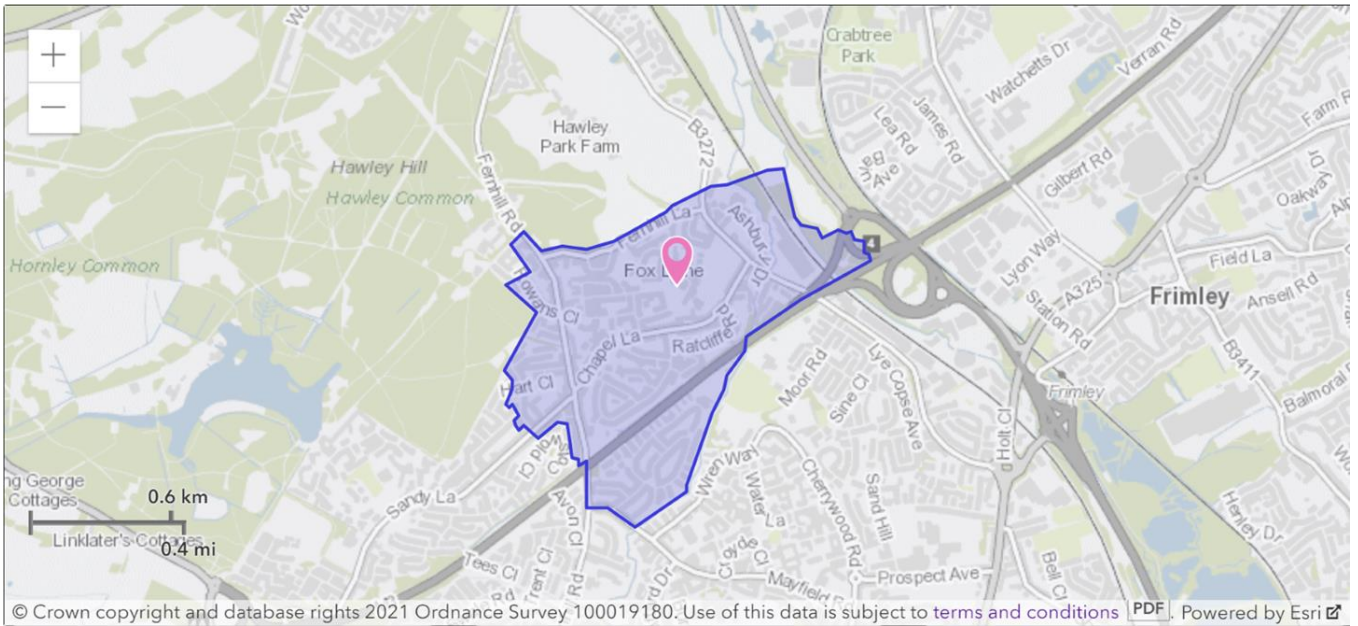 +
−
Crabtree
Park
Watchetts Dr
Verran Rd
Farm R
Hawley
Park Farm
B3272
Lea Rd
James Rd
Hawley Hill
Hawley Common
Fernhill Rd
Gilbert Rd
Oakway
Dr
Fernhill La
Ashbury Dr
4
Hornley Common
Fox L ne
Lyon Way
Field La
A325
Frimley
Ansell Rd
Station Rd
Rowans Cl
Chapel La
Ratcliffe Rd
B3411
Moor Rd
Lye Copse Ave
Hart Cl
Sine Cl
Frimley
Balmoral
Holt Cl
ng George
Cottages
0.6 km
Wren Way
Sandy La
Avon Cl
Water La
Cherrywood Rd
Sand Hill
Linklater's Cottages
0.4 mi
Henley Dr
Tees Cl
Trent Cl
Rd
Mayfield
Prospect Ave
Bell Cl
© Crown copyright and database rights 2021 Ordnance Survey 100019180. Use of this data is subject to terms and conditions PDF . Powered by Esri